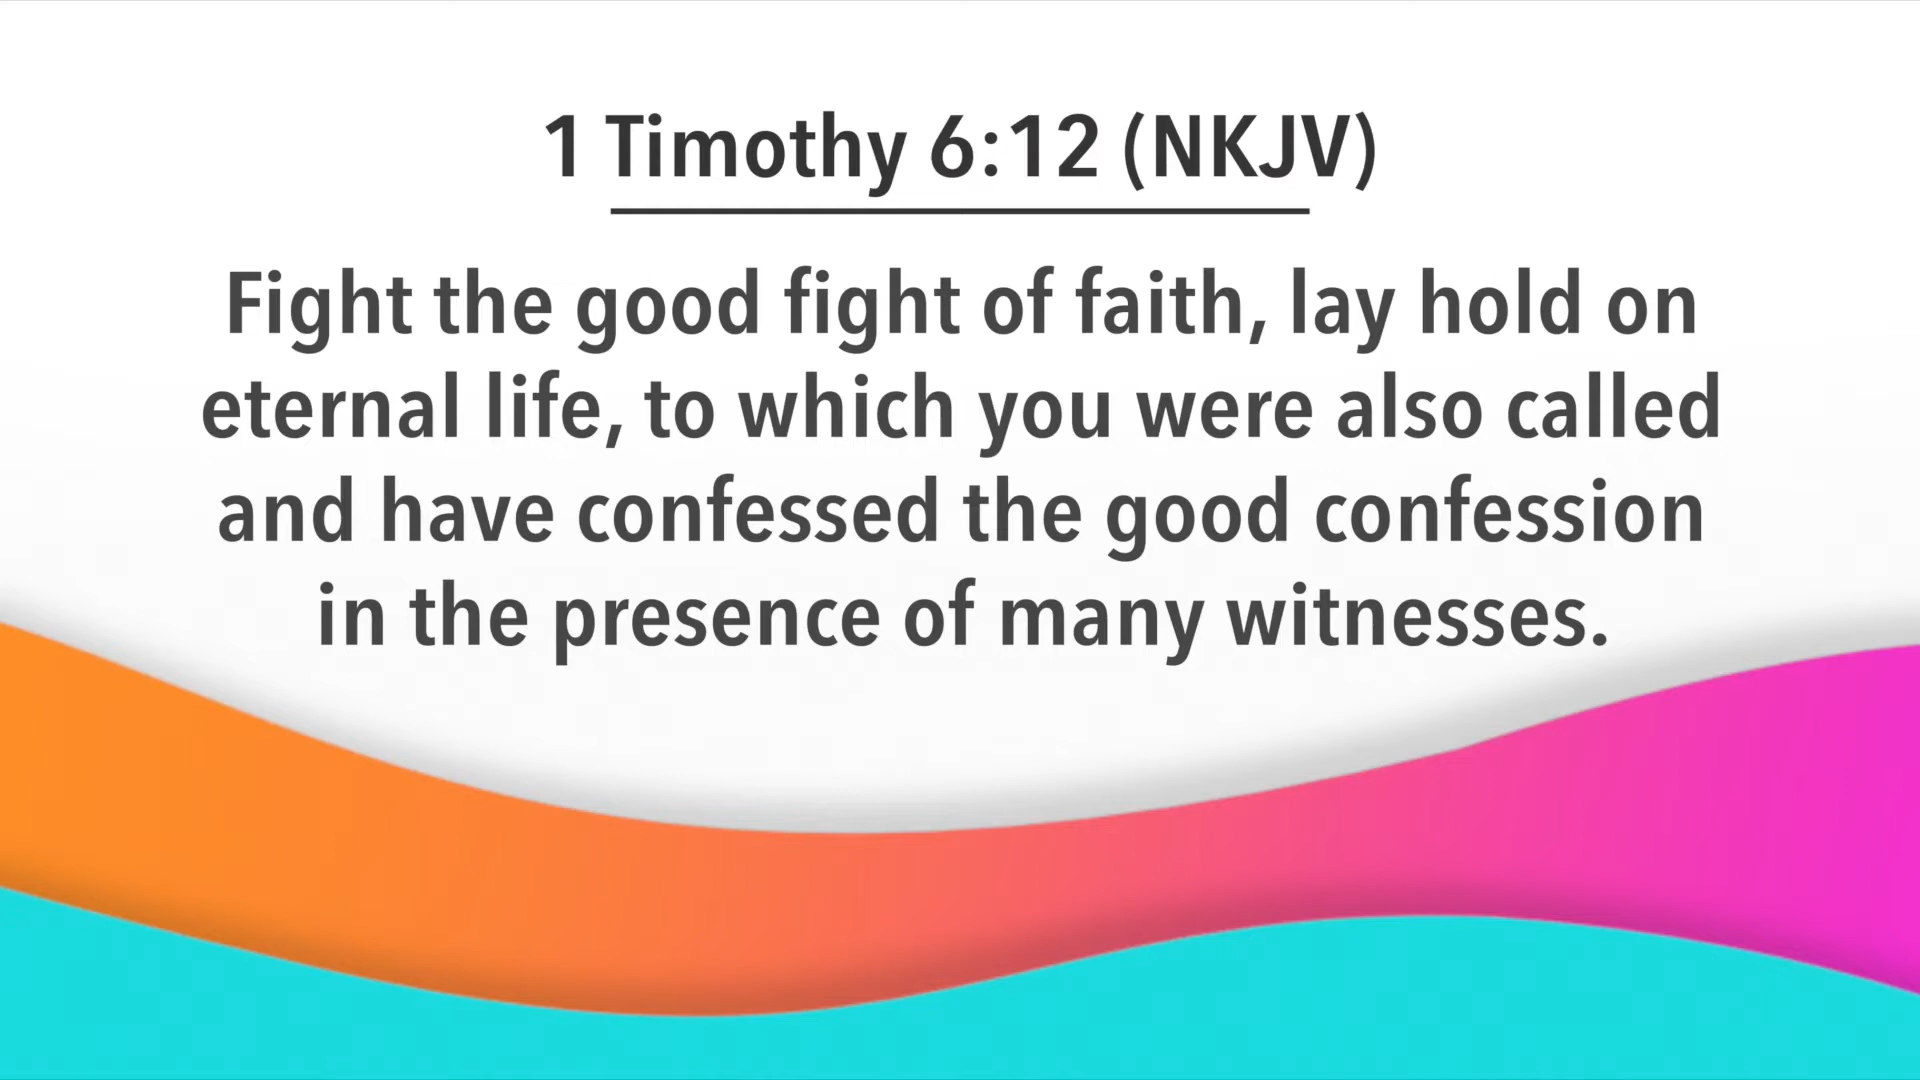 1 Timothy 6:12 (NKJV)
Fight the good fight of faith, lay hold on
eternal life, to which you were also called
and have confessed the good confession
in the presence of many witnesses.